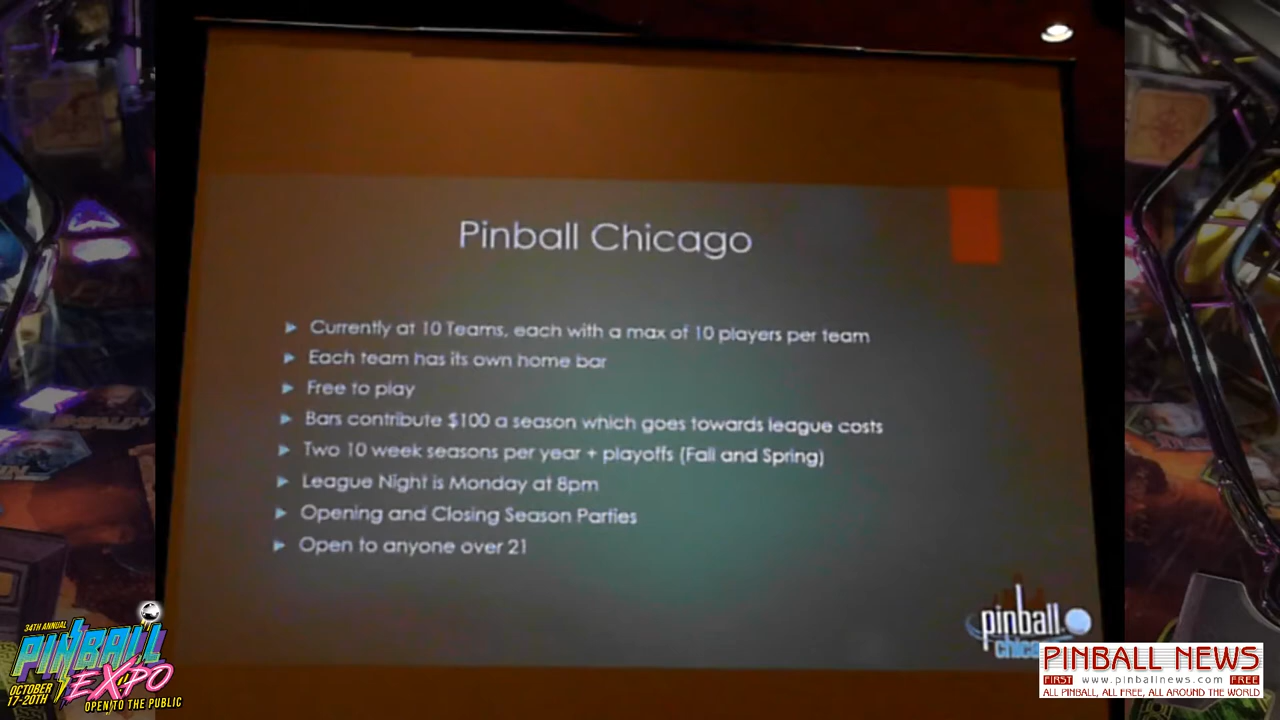 Pinball Chicago
Currently at 10 Teams, each with a max of 10 players per team
Each team has its own home bar
Free to play
Bars contribute $100 a season which goes towards league costs
Two 10 week seasons per year + playoffs (Fall and Spring)
League Night is Monday at 8pm
Opening and Closing Season Parties
Open to anyone over 21
pinball
34TH ANNUAL
PINBALL
EXPO
OCTOBER
17-20TH
OPEN TO THE PUBLIC
PINBALL NEWS
FIRST www.pinballnews.com FREE
ALL PINBALL, ALL FREE, ALL AROUND THE WORLD